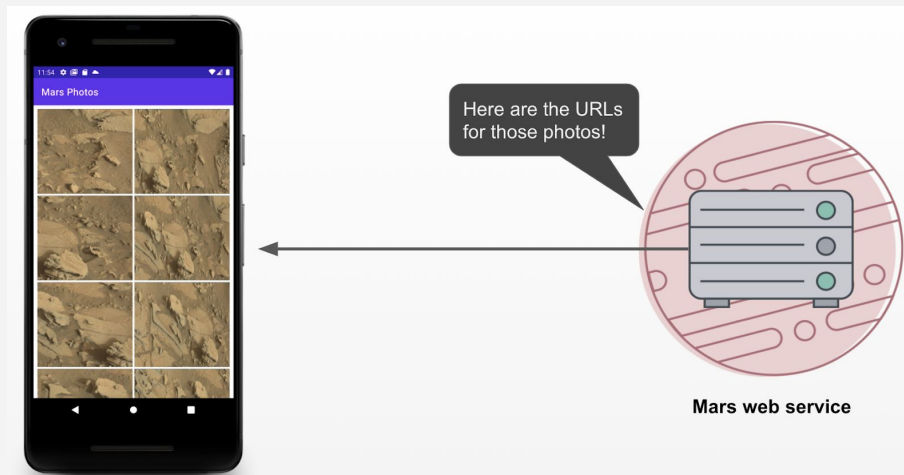 11:54
Mars Photos
Here are the URLs
for those photos!
Mars web service